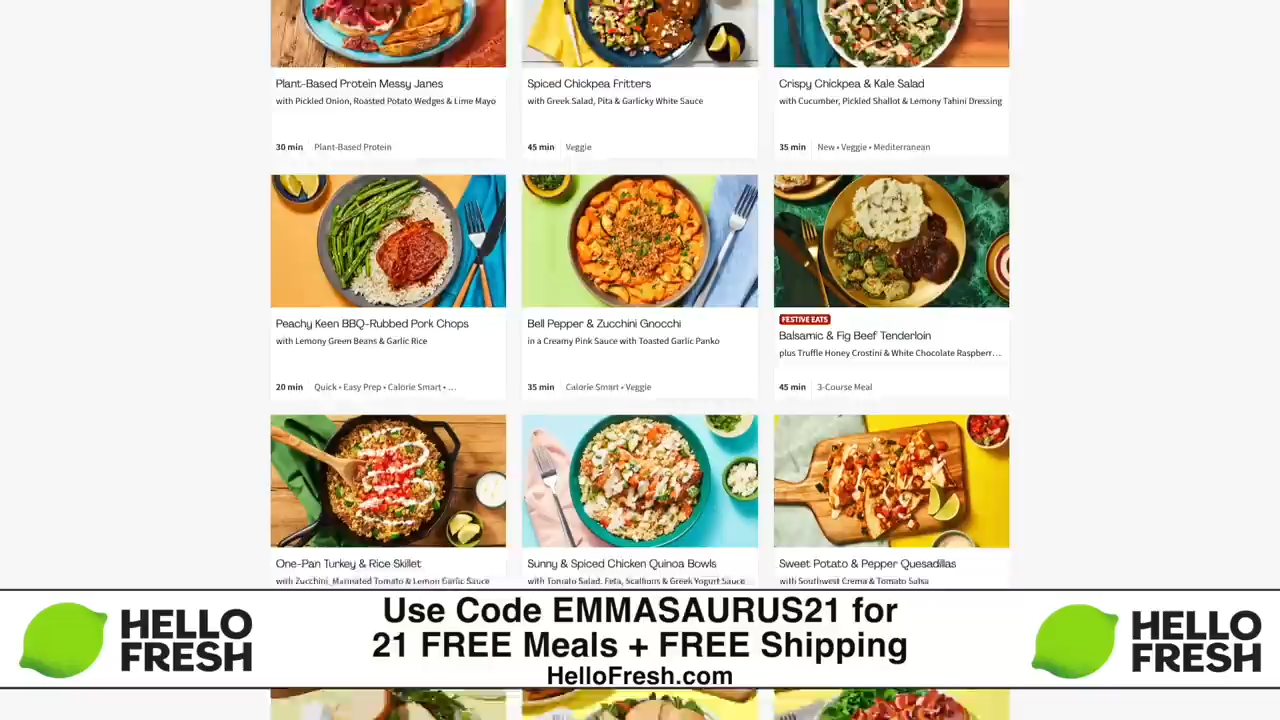 Plant-Based Protein Messy Janes
with Pickled Onion, Roasted Potato Wedges & Lime Mayo
30 min Plant-Based Protein
Spiced Chickpea Fritters
with Greek Salad, Pita & Garlicky White Sauce
45 min Veggie
Crispy Chickpea & Kale Salad
with Cucumber, Pickled Shallot & Lemony Tahini Dressing
35 min New • Veggie • Mediterranean
Peachy Keen BBQ-Rubbed Pork Chops
with Lemony Green Beans & Garlic Rice
20 min Quick • Easy Prep • Calorie Smart • ...
Bell Pepper & Zucchini Gnocchi
in a Creamy Pink Sauce with Toasted Garlic Panko
35 min Calorie Smart • Veggie
FESTIVE EATS
Balsamic & Fig Beef Tenderloin
plus Truffle Honey Crostini & White Chocolate Raspberr...
45 min 3-Course Meal
One-Pan Turkey & Rice Skillet
with Zucchini, Marinated Tomato & Lemon Garlic Sauce
Sunny & Spiced Chicken Quinoa Bowls
with Tomato Salad, Feta, Scallions & Greek Yogurt Sauce
Sweet Potato & Pepper Quesadillas
with Southwest Crema & Tomato Salsa
HELLO
FRESH
Use Code EMMASAURUS21 for
21 FREE Meals + FREE Shipping
HelloFresh.com
HELLO
FRESH